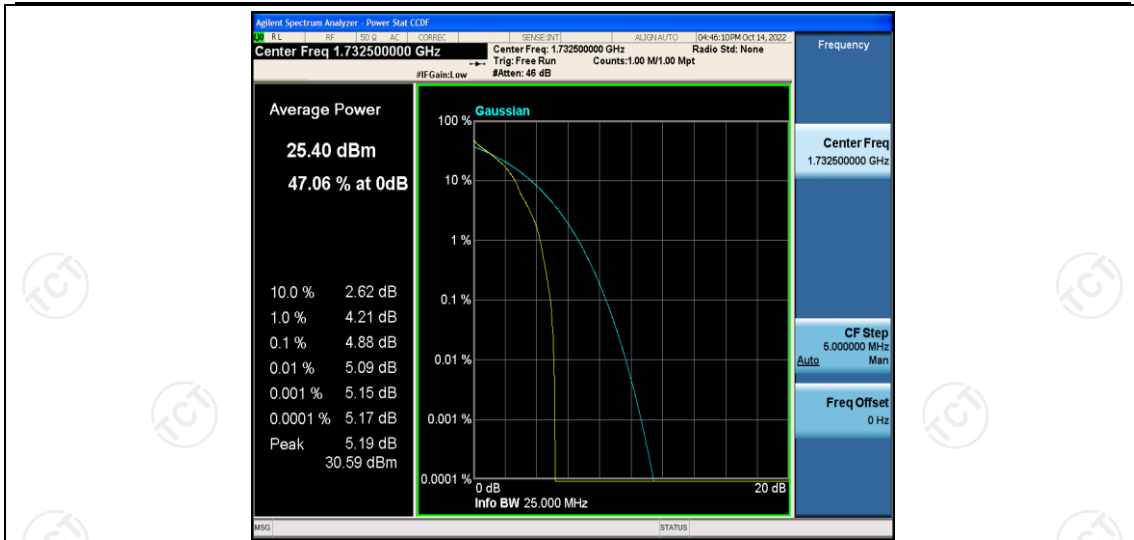 Agilent Spectrum Analyzer - Power Stat CCDF
LXI RL RF 50 Ω AC CORREC SENSE:INT ALIGNAUTO 04:46:10PM Oct 14, 2022
Center Freq 1.732500000 GHz
Center Freq: 1.732500000 GHz Radio Std: None
Trig: Free Run Counts:1.00 M/1.00 Mpt
#IFGain:Low #Atten: 46 dB
Frequency
Average Power
25.40 dBm
47.06 % at 0dB
10.0 % 2.62 dB
1.0 % 4.21 dB
0.1 % 4.88 dB
0.01 % 5.09 dB
0.001 % 5.15 dB
0.0001 % 5.17 dB
Peak 5.19 dB
30.59 dBm
Gaussian
100 %
10 %
1 %
0.1 %
0.01 %
0.001 %
0.0001 %
0 dB 20 dB
Info BW 25.000 MHz
Center Freq
1.732500000 GHz
CF Step
5.000000 MHz
Auto Man
Freq Offset
0 Hz
MSG STATUS
TCT
TCT
TCT
TCT